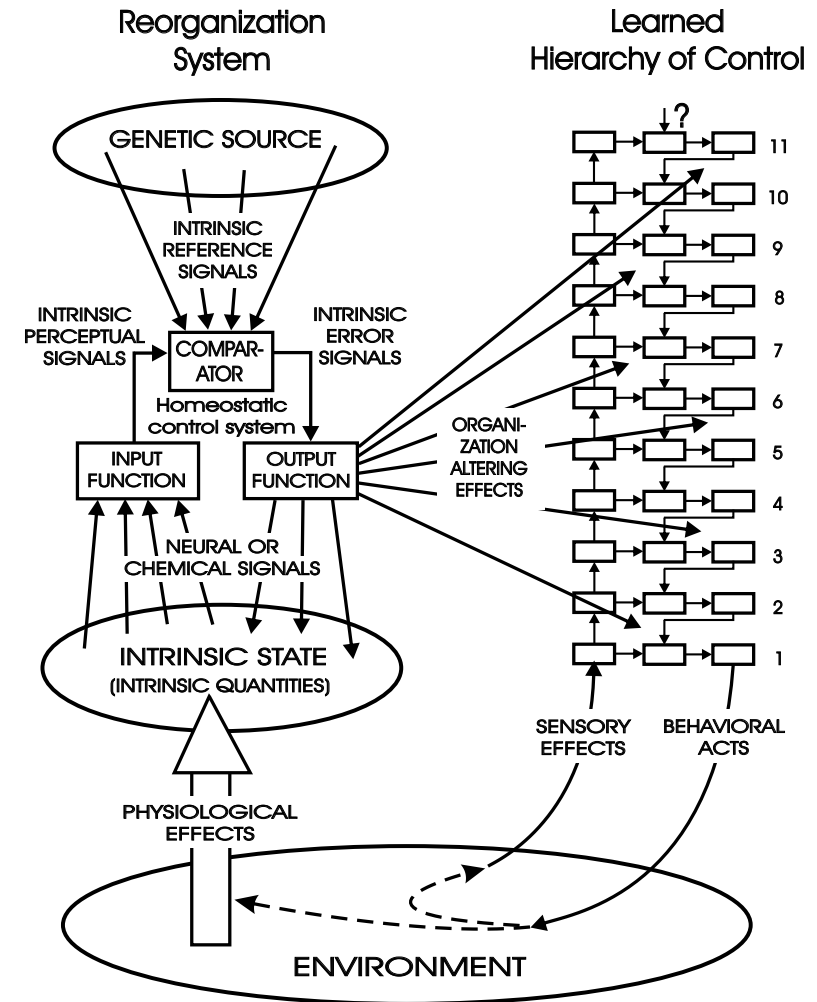 Reorganization
System
Learned
Hierarchy of Control
GENETIC SOURCE
INTRINSIC
REFERENCE
SIGNALS
INTRINSIC
PERCEPTUAL
SIGNALS
INTRINSIC
ERROR
SIGNALS
COMPAR-
ATOR
Homeostatic
control system
INPUT
FUNCTION
OUTPUT
FUNCTION
NEURAL OR
CHEMICAL SIGNALS
INTRINSIC STATE
(INTRINSIC QUANTITIES)
PHYSIOLOGICAL
EFFECTS
ORGANI-
ZATION
ALTERING
EFFECTS
?
11
10
9
8
7
6
5
4
3
2
1
SENSORY
EFFECTS
BEHAVIORAL
ACTS
ENVIRONMENT